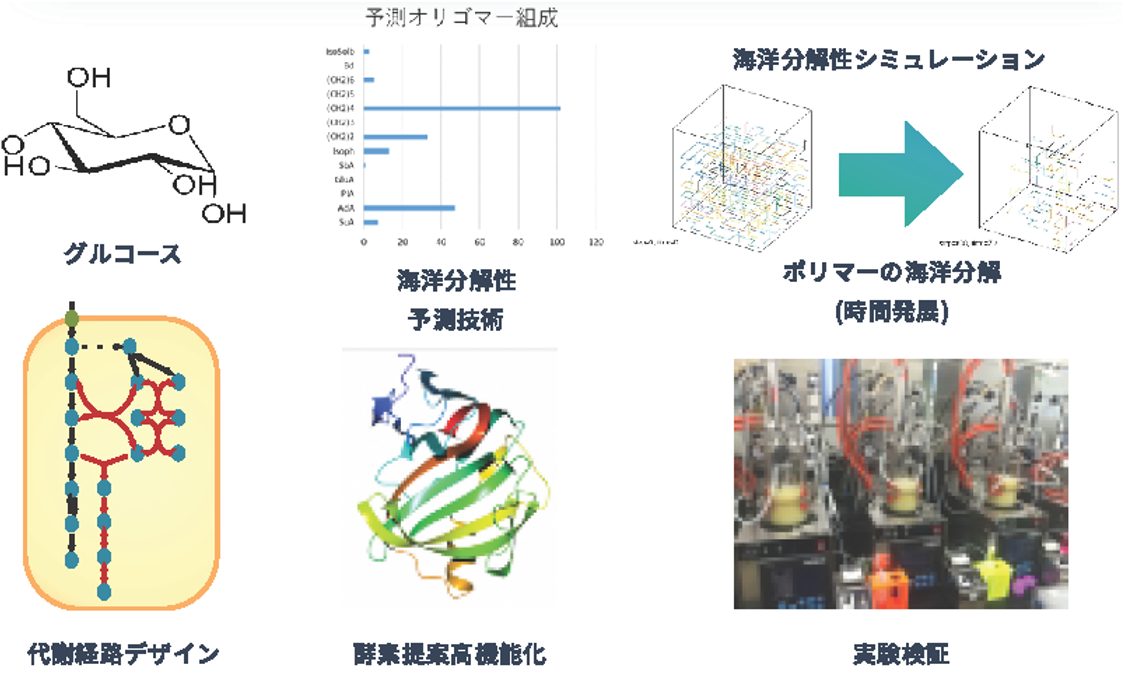 予測オリゴマー組成
海洋分解性シミュレーション
OH
O
O
HO
OH
OH
グルコース
IsoSolb
Bd
(CH2)6
(CH2)5
(CH2)4
(CH2)3
(CH2)2
Isoph
SbA
GluA
AdA
SuA
0 20 40 60 80 100 120
海洋分解性
予測技術
ポリマーの海洋分解
(時間発展)
代謝経路デザイン
酵素提案高機能化
実験検証